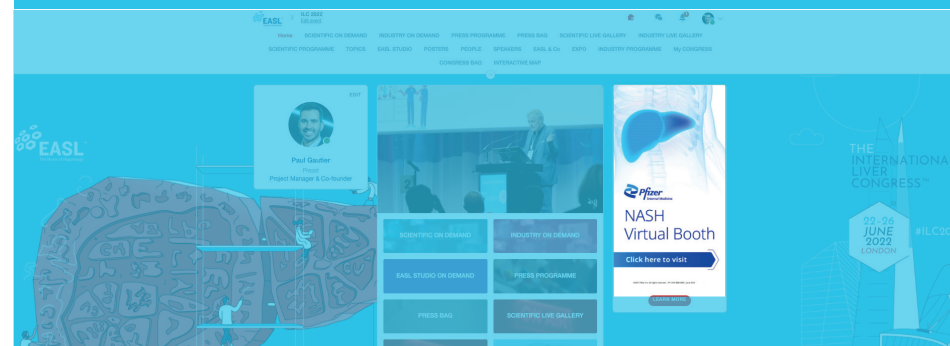 EASL
ILC 2022
Home SCIENTIFIC ON DEMAND INDUSTRY ON DEMAND PRESS PROGRAMME PRESS BAG SCIENTIFIC LIVE GALLERY INDUSTRY LIVE GALLERY
SCIENTIFIC PROGRAMME TOPICS EASL STUDIO POSTERS PEOPLE SPEAKERS EASL & Co EXPO INDUSTRY PROGRAMME My CONGRESS
CONGRESS BAG INTERACTIVE MAP
EDIT
Paul Gautier
Project Manager & Co-founder
EASL
SCIENTIFIC ON DEMAND
INDUSTRY ON DEMAND
EASL STUDIO ON DEMAND
PRESS PROGRAMME
PRESS BAG
SCIENTIFIC LIVE GALLERY
Pfizer
NASH
Virtual Booth
Click here to visit
LEARN MORE
THE
INTERNATIONA
LIVER
CONGRESS™
22-26
JUNE
2022
LONDON
#ILC20